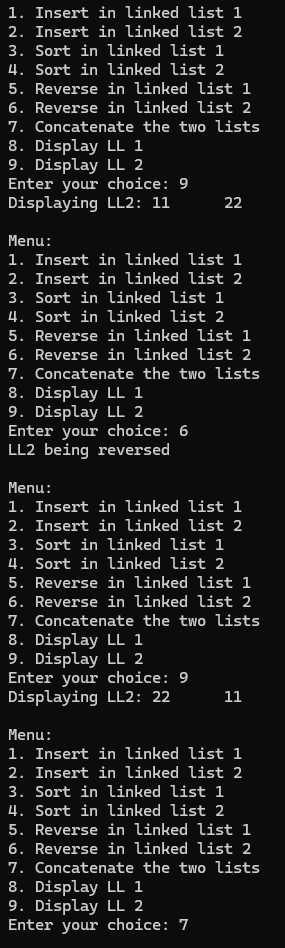 1. Insert in linked list 1
2. Insert in linked list 2
3. Sort in linked list 1
4. Sort in linked list 2
5. Reverse in linked list 1
6. Reverse in linked list 2
7. Concatenate the two lists
8. Display LL 1
9. Display LL 2
Enter your choice: 9
Displaying LL2: 11      22

Menu:
1. Insert in linked list 1
2. Insert in linked list 2
3. Sort in linked list 1
4. Sort in linked list 2
5. Reverse in linked list 1
6. Reverse in linked list 2
7. Concatenate the two lists
8. Display LL 1
9. Display LL 2
Enter your choice: 6
LL2 being reversed

Menu:
1. Insert in linked list 1
2. Insert in linked list 2
3. Sort in linked list 1
4. Sort in linked list 2
5. Reverse in linked list 1
6. Reverse in linked list 2
7. Concatenate the two lists
8. Display LL 1
9. Display LL 2
Enter your choice: 9
Displaying LL2: 22      11

Menu:
1. Insert in linked list 1
2. Insert in linked list 2
3. Sort in linked list 1
4. Sort in linked list 2
5. Reverse in linked list 1
6. Reverse in linked list 2
7. Concatenate the two lists
8. Display LL 1
9. Display LL 2
Enter your choice: 7